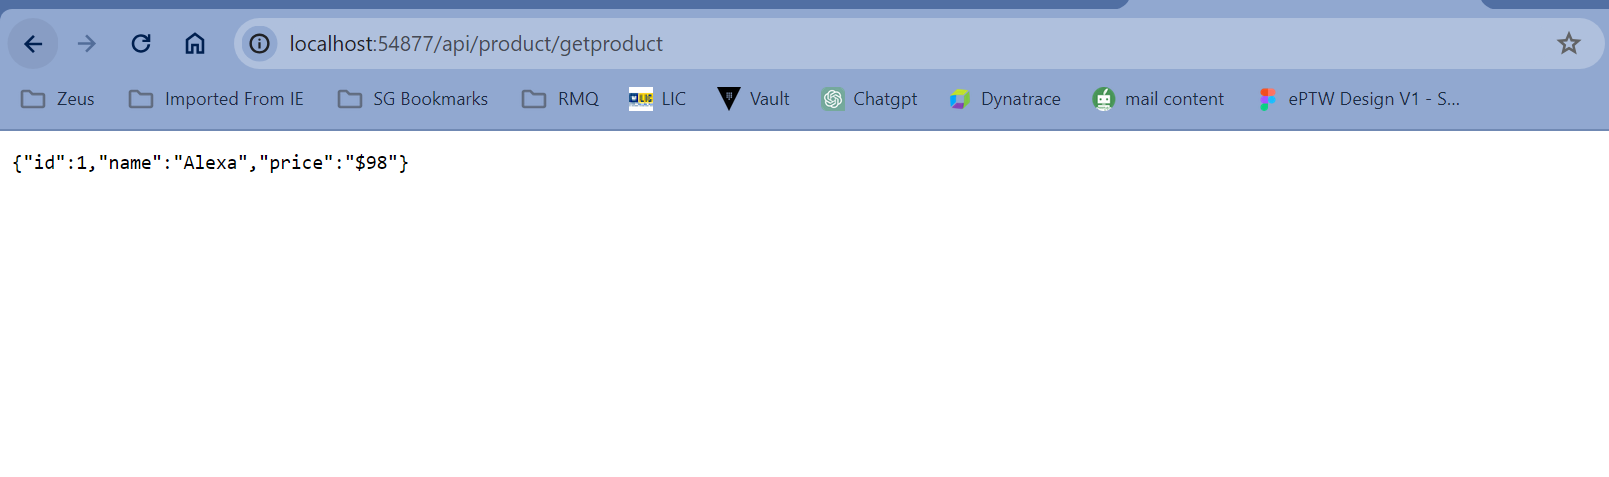 localhost:54877/api/product/getproduct
Zeus Imported From IE SG Bookmarks RMQ LIC Vault Chatgpt Dynatrace mail content ePTW Design V1 - S...
{"id":1,"name":"Alexa","price":"$98"}